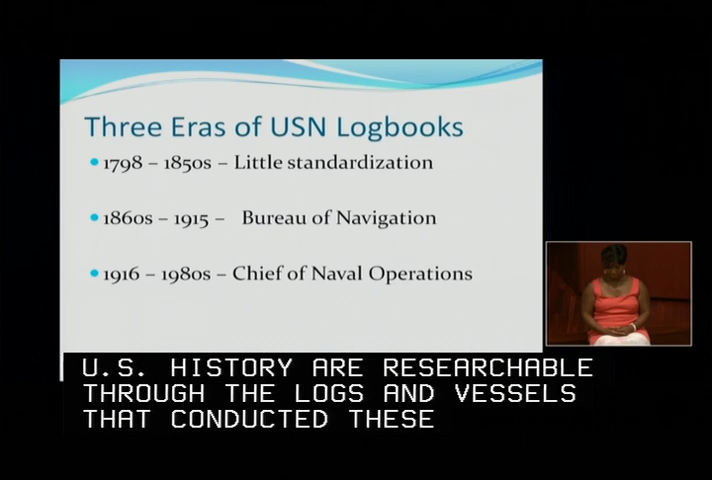 Three Eras of USN Logbooks
1798 – 1850s – Little standardization
1860s – 1915 – Bureau of Navigation
1916 – 1980s – Chief of Naval Operations
U.S. HISTORY ARE RESEARCHABLE
THROUGH THE LOGS AND VESSELS
THAT CONDUCTED THESE